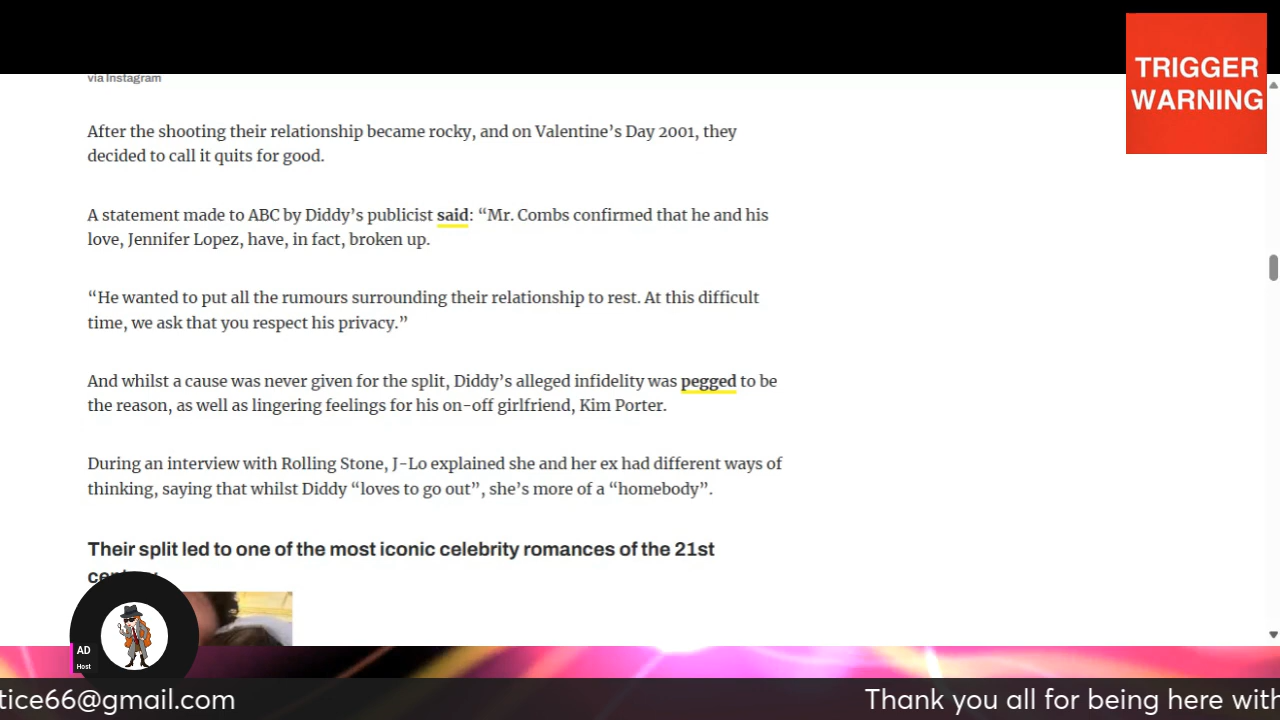 TRIGGER
WARNING
via Instagram
After the shooting their relationship became rocky, and on Valentine’s Day 2001, they
decided to call it quits for good.
A statement made to ABC by Diddy’s publicist said: “Mr. Combs confirmed that he and his
love, Jennifer Lopez, have, in fact, broken up.
“He wanted to put all the rumours surrounding their relationship to rest. At this difficult
time, we ask that you respect his privacy.”
And whilst a cause was never given for the split, Diddy’s alleged infidelity was pegged to be
the reason, as well as lingering feelings for his on-off girlfriend, Kim Porter.
During an interview with Rolling Stone, J-Lo explained she and her ex had different ways of
thinking, saying that whilst Diddy “loves to go out”, she’s more of a “homebody”.
Their split led to one of the most iconic celebrity romances of the 21st
AD
Host
tice66@gmail.com
Thank you all for being here with